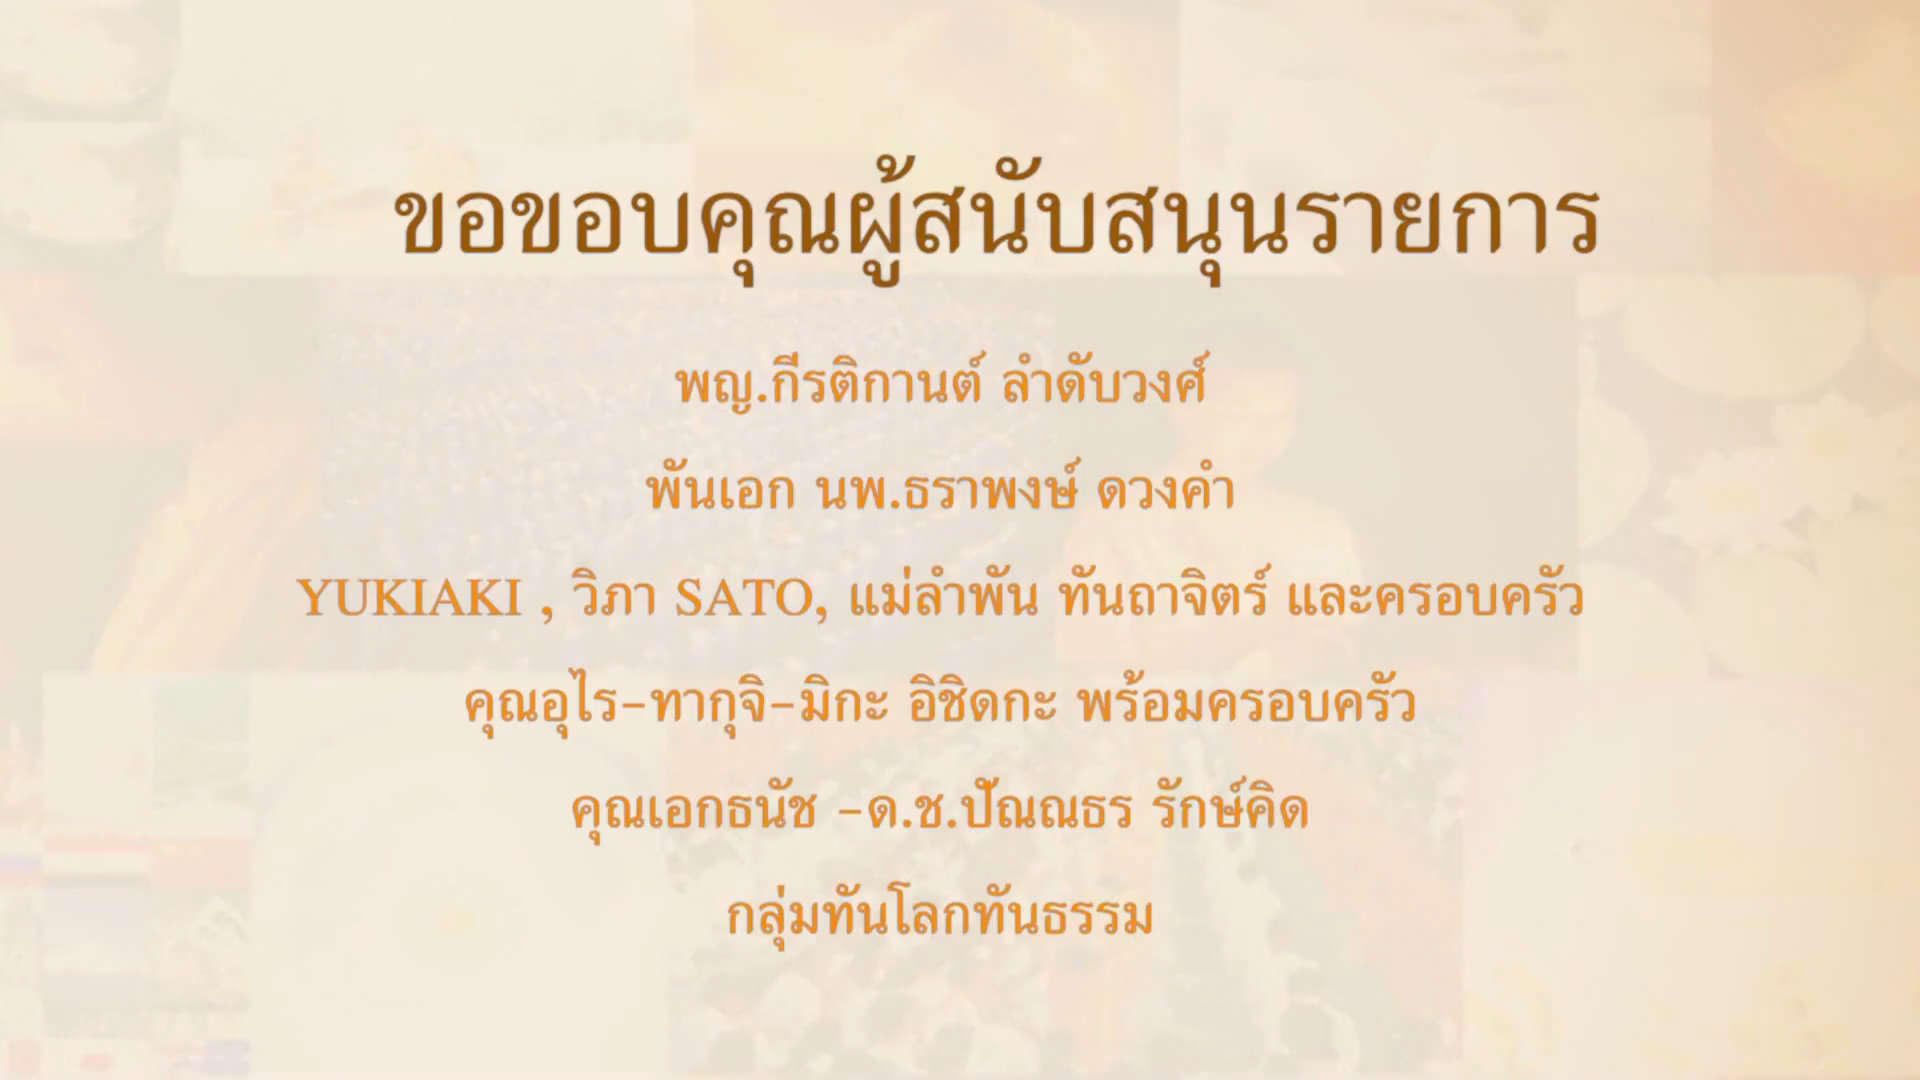 ขอขอบคุณผู้สนับสนุนรายการ
พญ.กีรติกานต์ ลำดับวงศ์
พันเอก นพ.ธราพงษ์ ดวงคำ
YUKIAKI , วิภา SATO, แม่ลำพัน ทันถาจิตร์ และครอบครัว
คุณอุไร-ทากุจิ-มิกะ อิชิดกะ พร้อมครอบครัว
คุณเอกธนัช -ด.ช.ปัณณธร รักษ์คิด
กลุ่มทันโลกทันธรรม